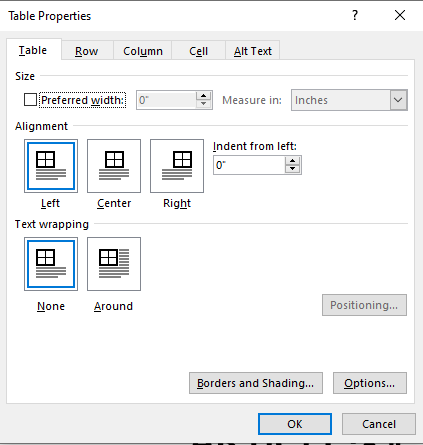 Table Properties
? ×
Table Row Column Cell Alt Text
Size
Preferred width: 0" Measure in: Inches
Alignment
Indent from left:
0"
Left Center Right
Text wrapping
None Around
Positioning...
Borders and Shading... Options...
OK Cancel